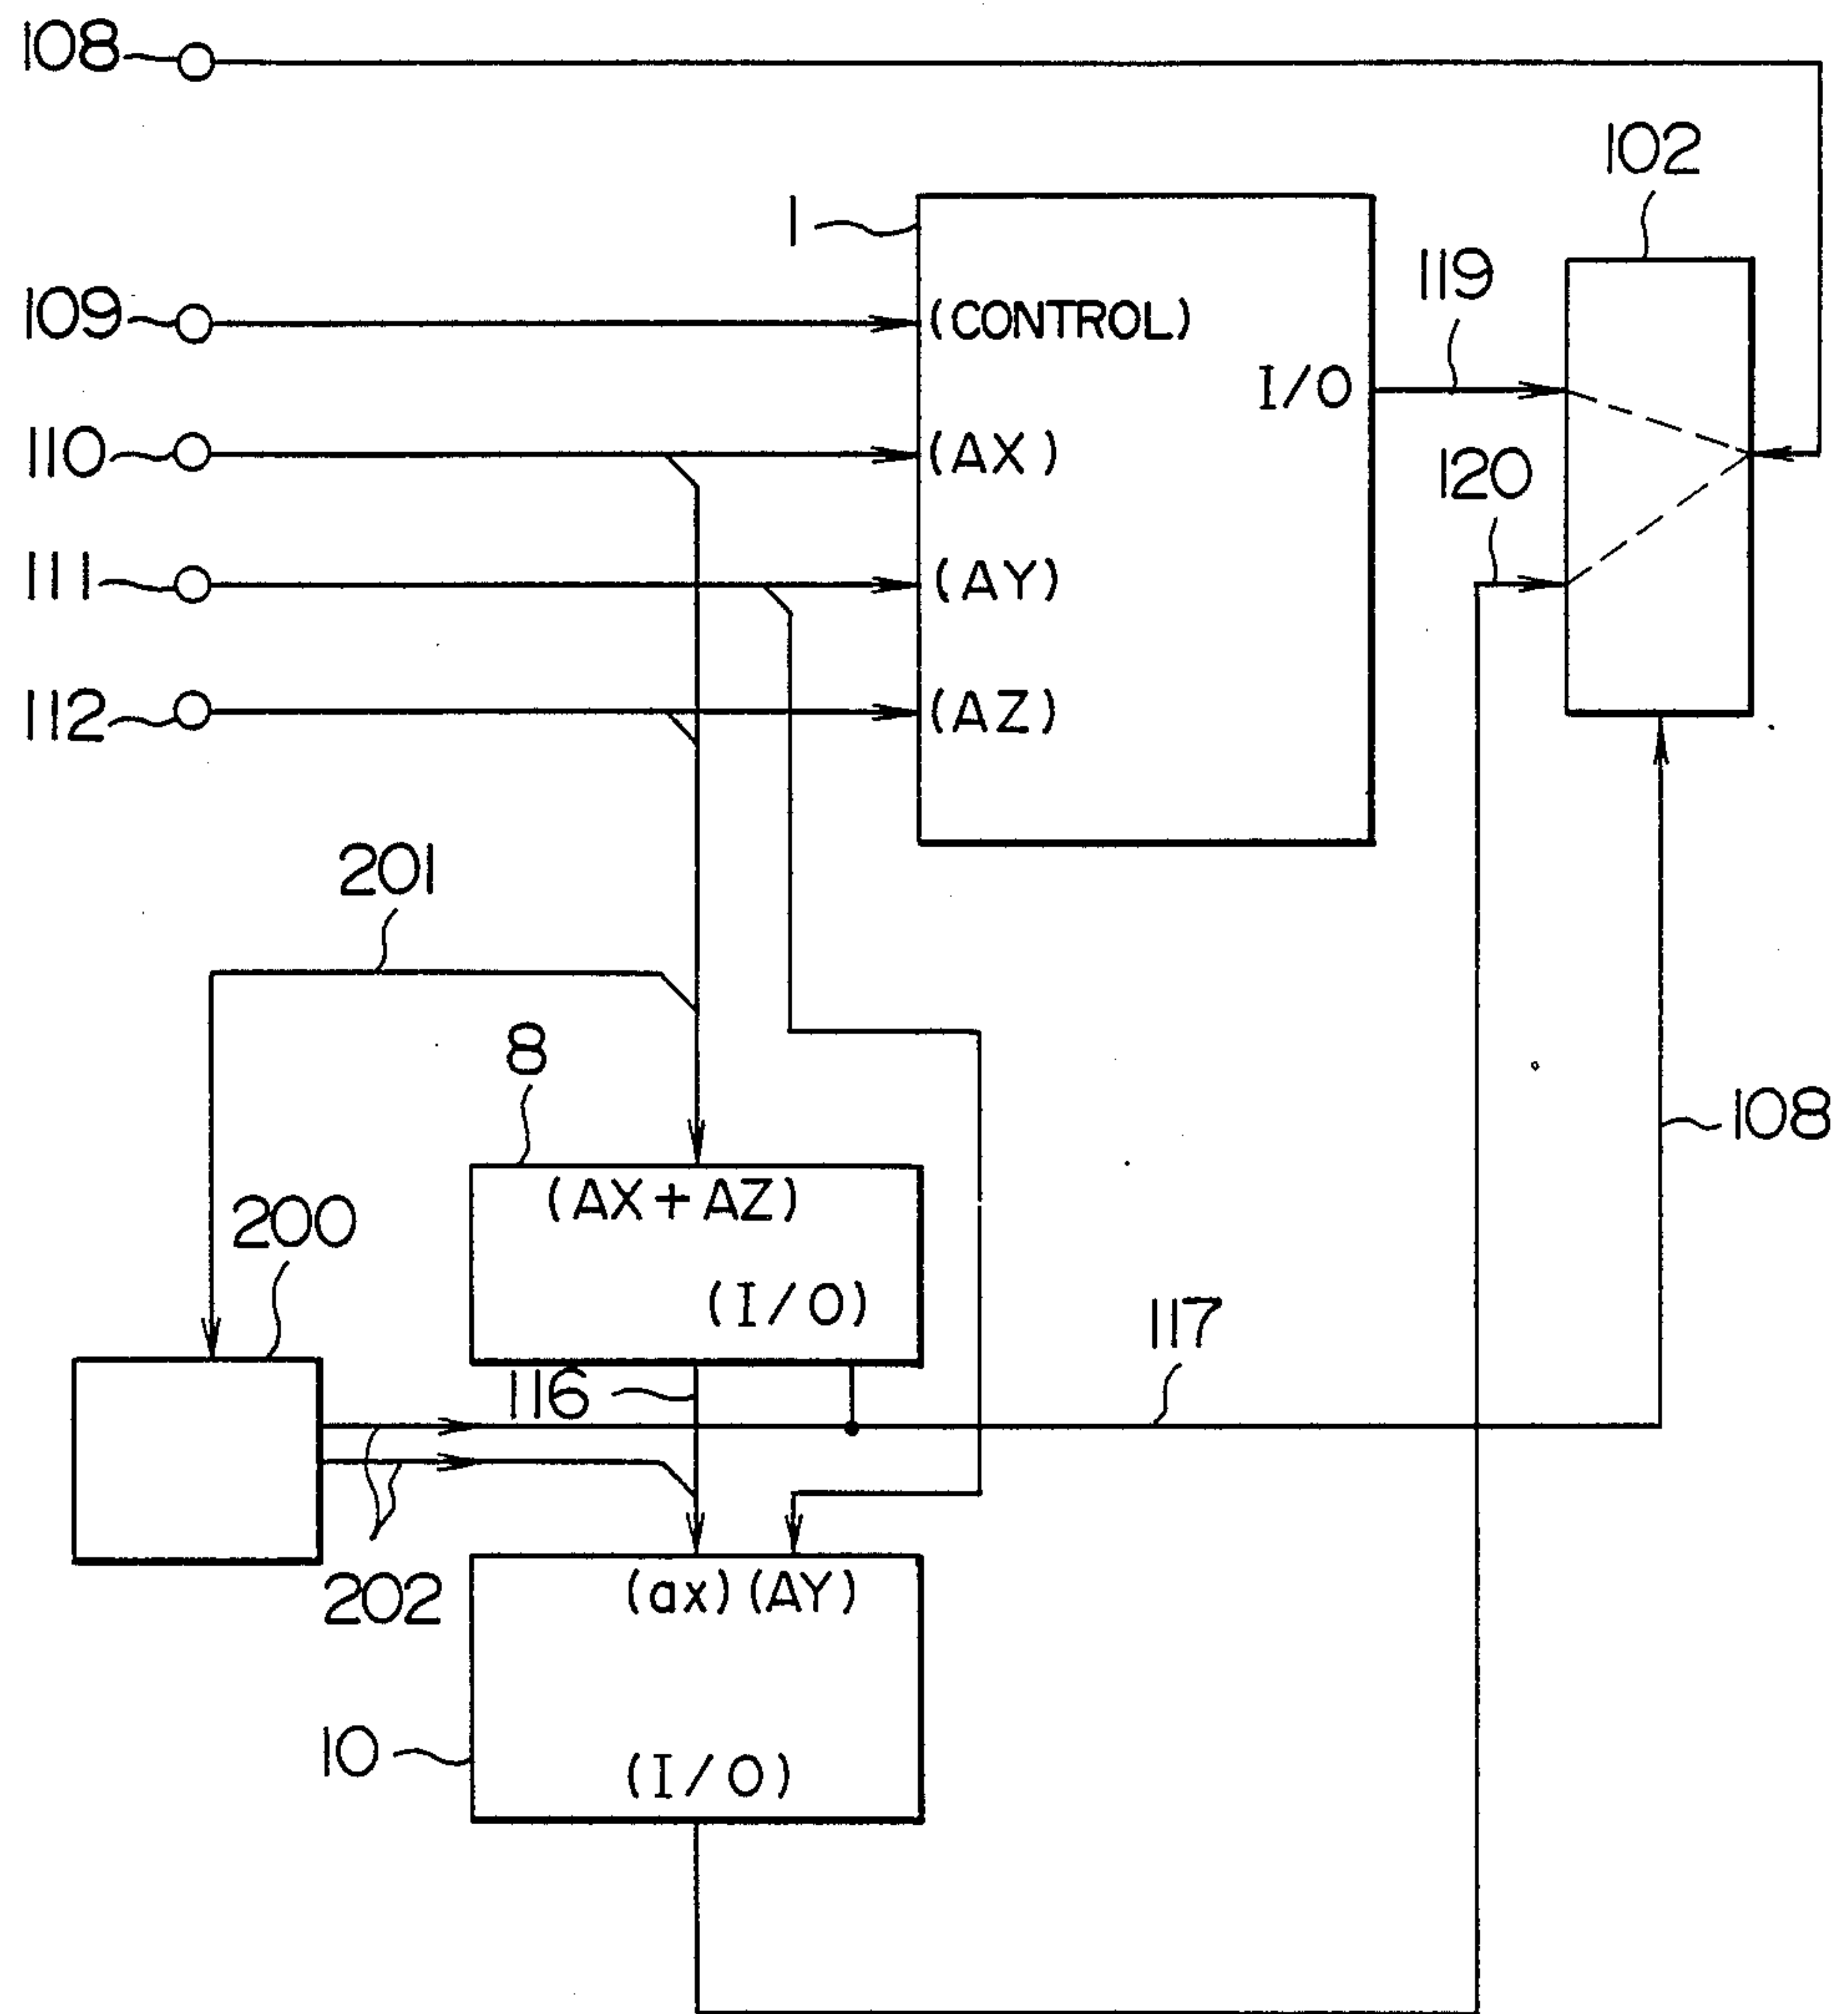 108
102
1
119
109
(CONTROL)
I/O
110
(AX)
120
111
(AY)
112
(AZ)
201
8
108
(AX+AZ)
200
(I/O)
117
116
202
(ax) (AY)
10
(I/O)